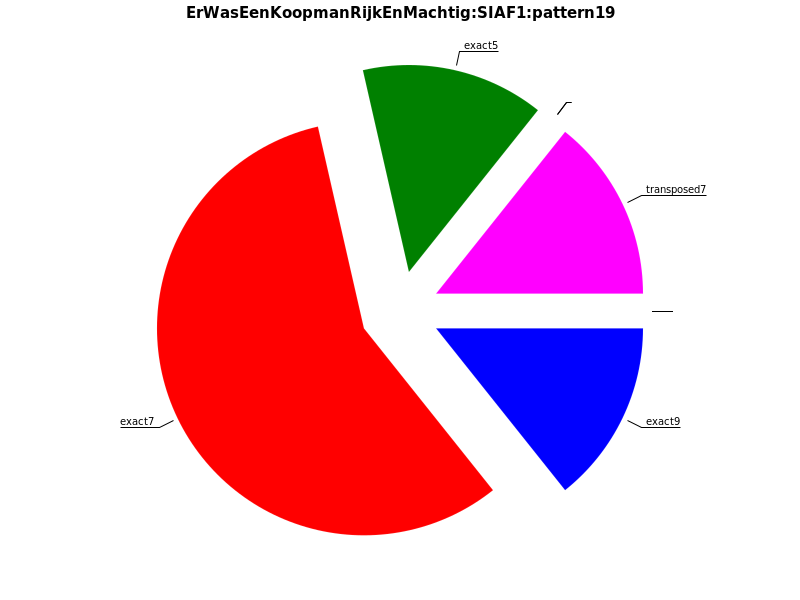 ErWasEenKoopmanRijkEnMachtig:SIAF1:pattern19
exact5
transposed7
exact7
exact9